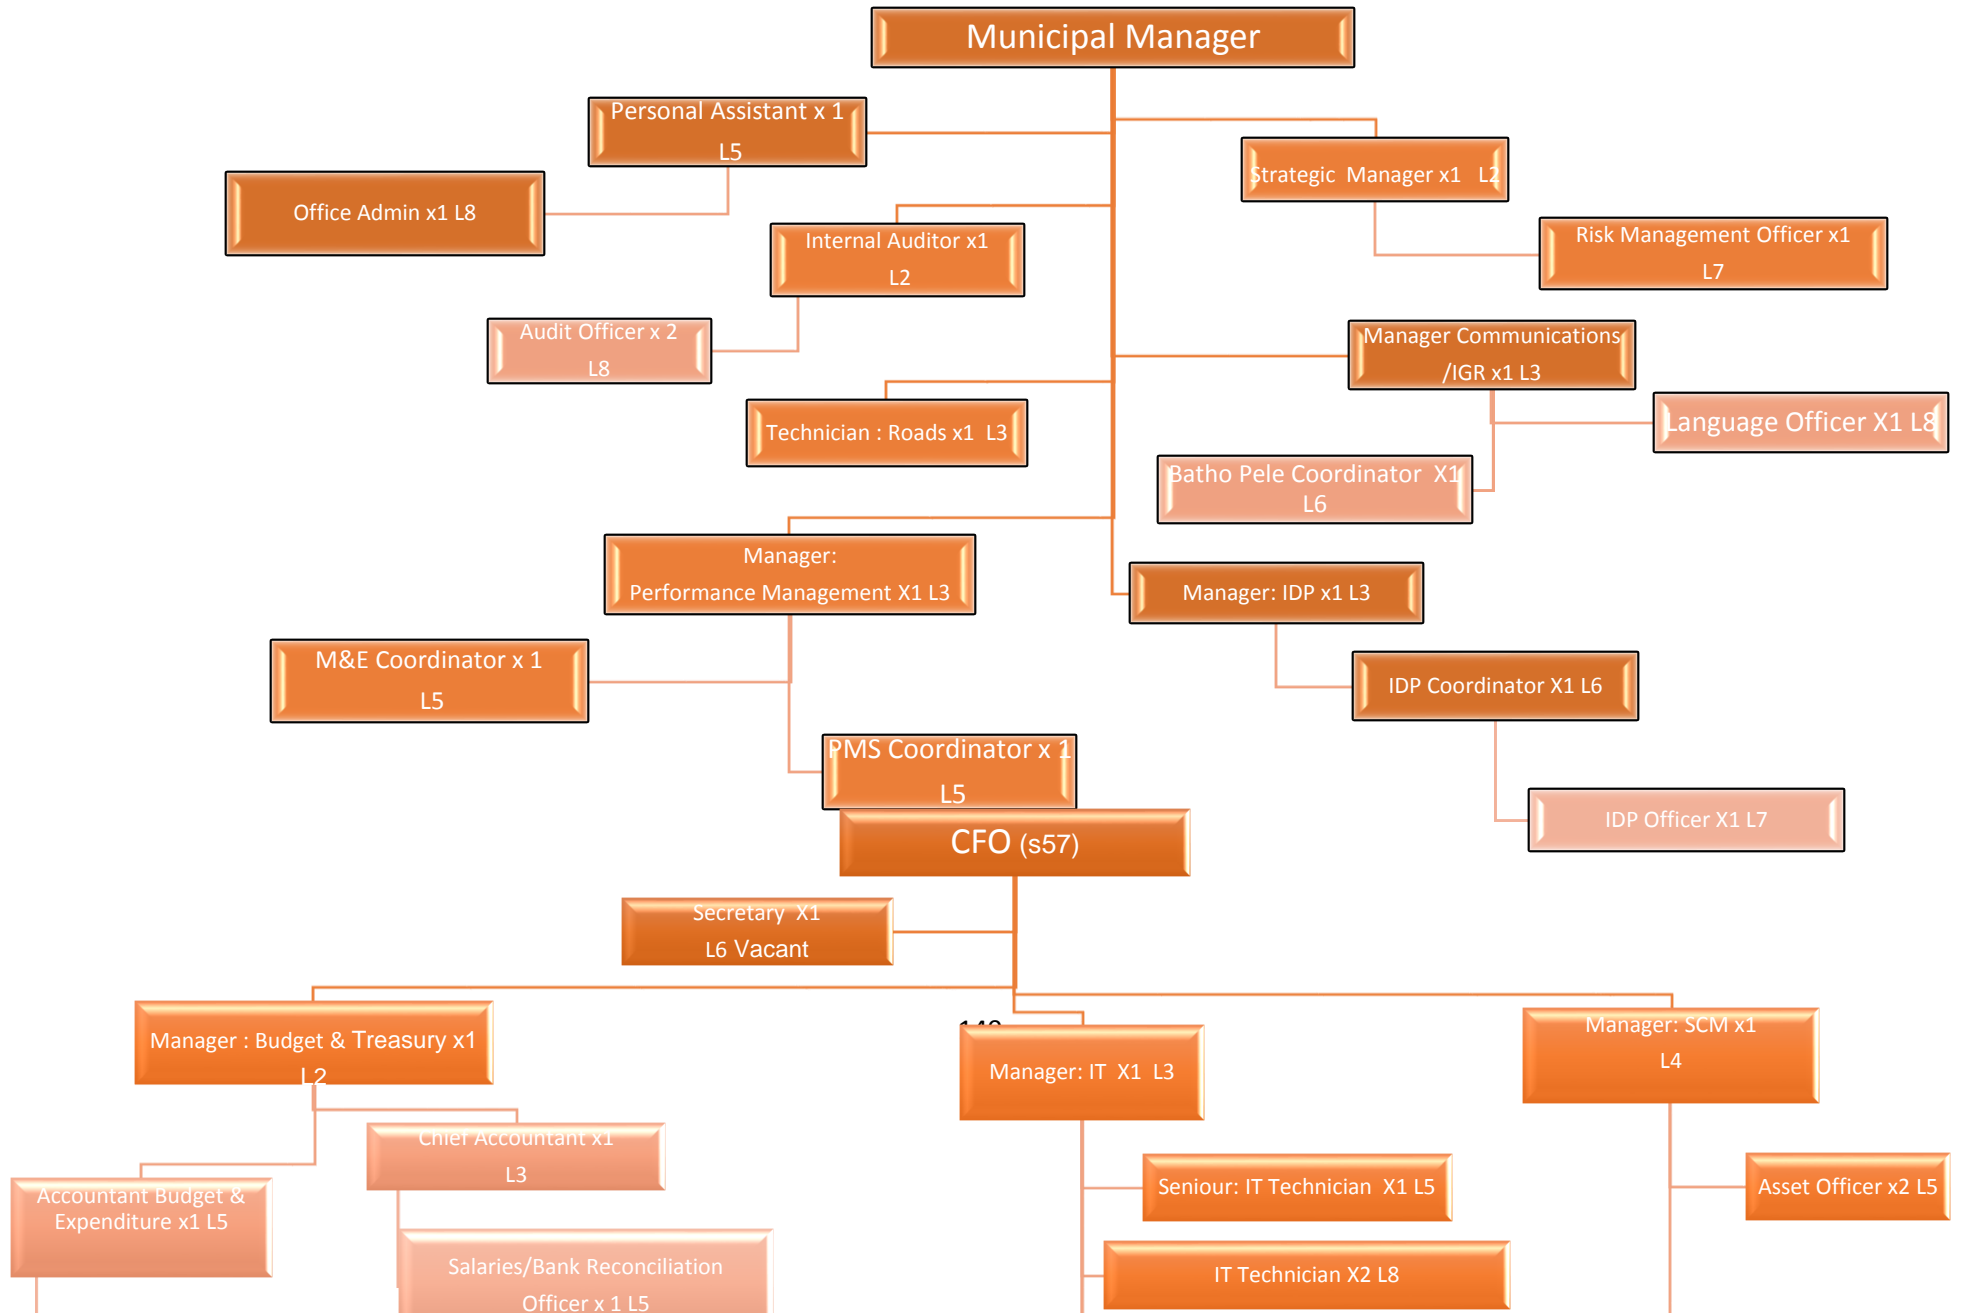 Municipal Manager
Personal Assistant x 1
L5
Strategic  Manager x1   L2
Office Admin x1 L8
Internal Auditor x1
L2
Risk Management Officer x1
L7
Audit Officer x 2
L8
Manager Communications
/IGR x1 L3
Technician : Roads x1  L3
Language Officer X1 L8
Batho Pele Coordinator  X1
L6
Manager:
Performance Management X1 L3
Manager: IDP x1 L3
M&E Coordinator x 1
L5
IDP Coordinator X1 L6
PMS Coordinator x 1
L5
IDP Officer X1 L7
CFO (s57)
Secretary  X1
L6 Vacant
Manager : Budget & Treasury x1
L2
Manager: IT  X1  L3
Manager: SCM x1
L4
Chief Accountant x1
L3
Accountant Budget &
Expenditure x1 L5
Seniour: IT Technician  X1 L5
Asset Officer x2 L5
Salaries/Bank Reconciliation
Officer x 1 L5
IT Technician X2 L8